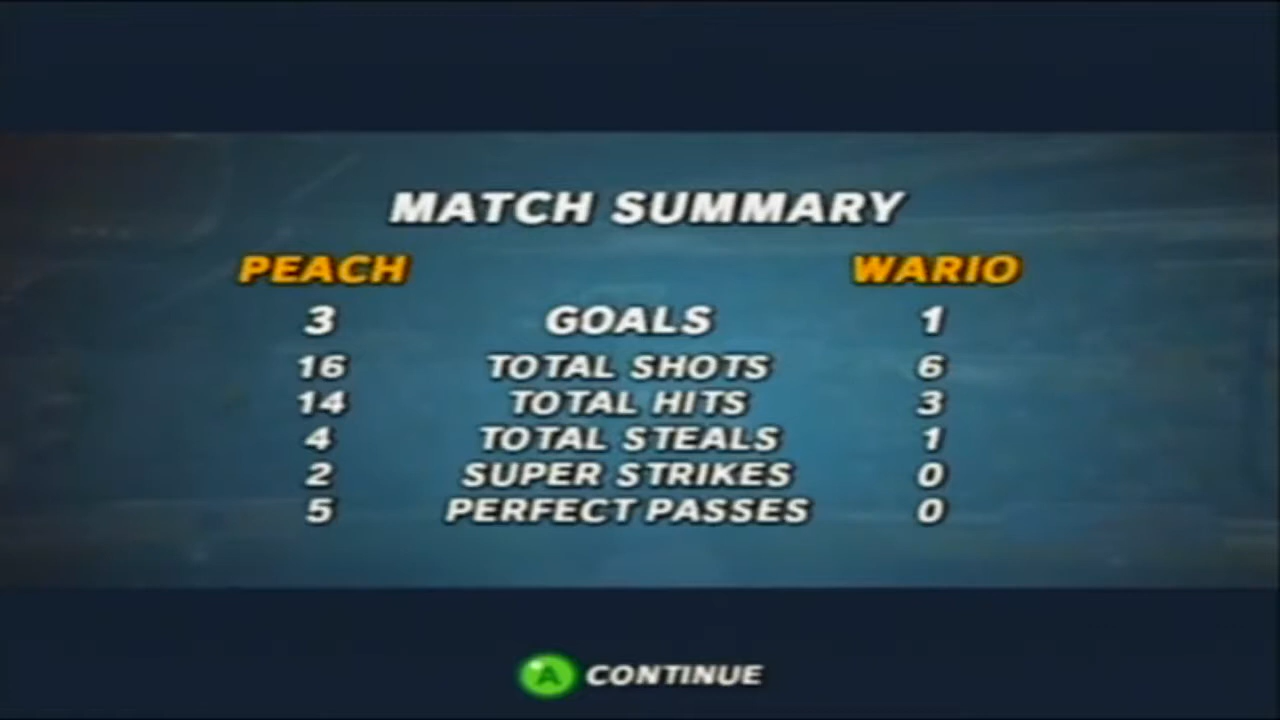 MATCH SUMMARY
PEACH WARIO
3 GOALS 1
16 TOTAL SHOTS 6
14 TOTAL HITS 3
4 TOTAL STEALS 1
2 SUPER STRIKES 0
5 PERFECT PASSES 0
A CONTINUE